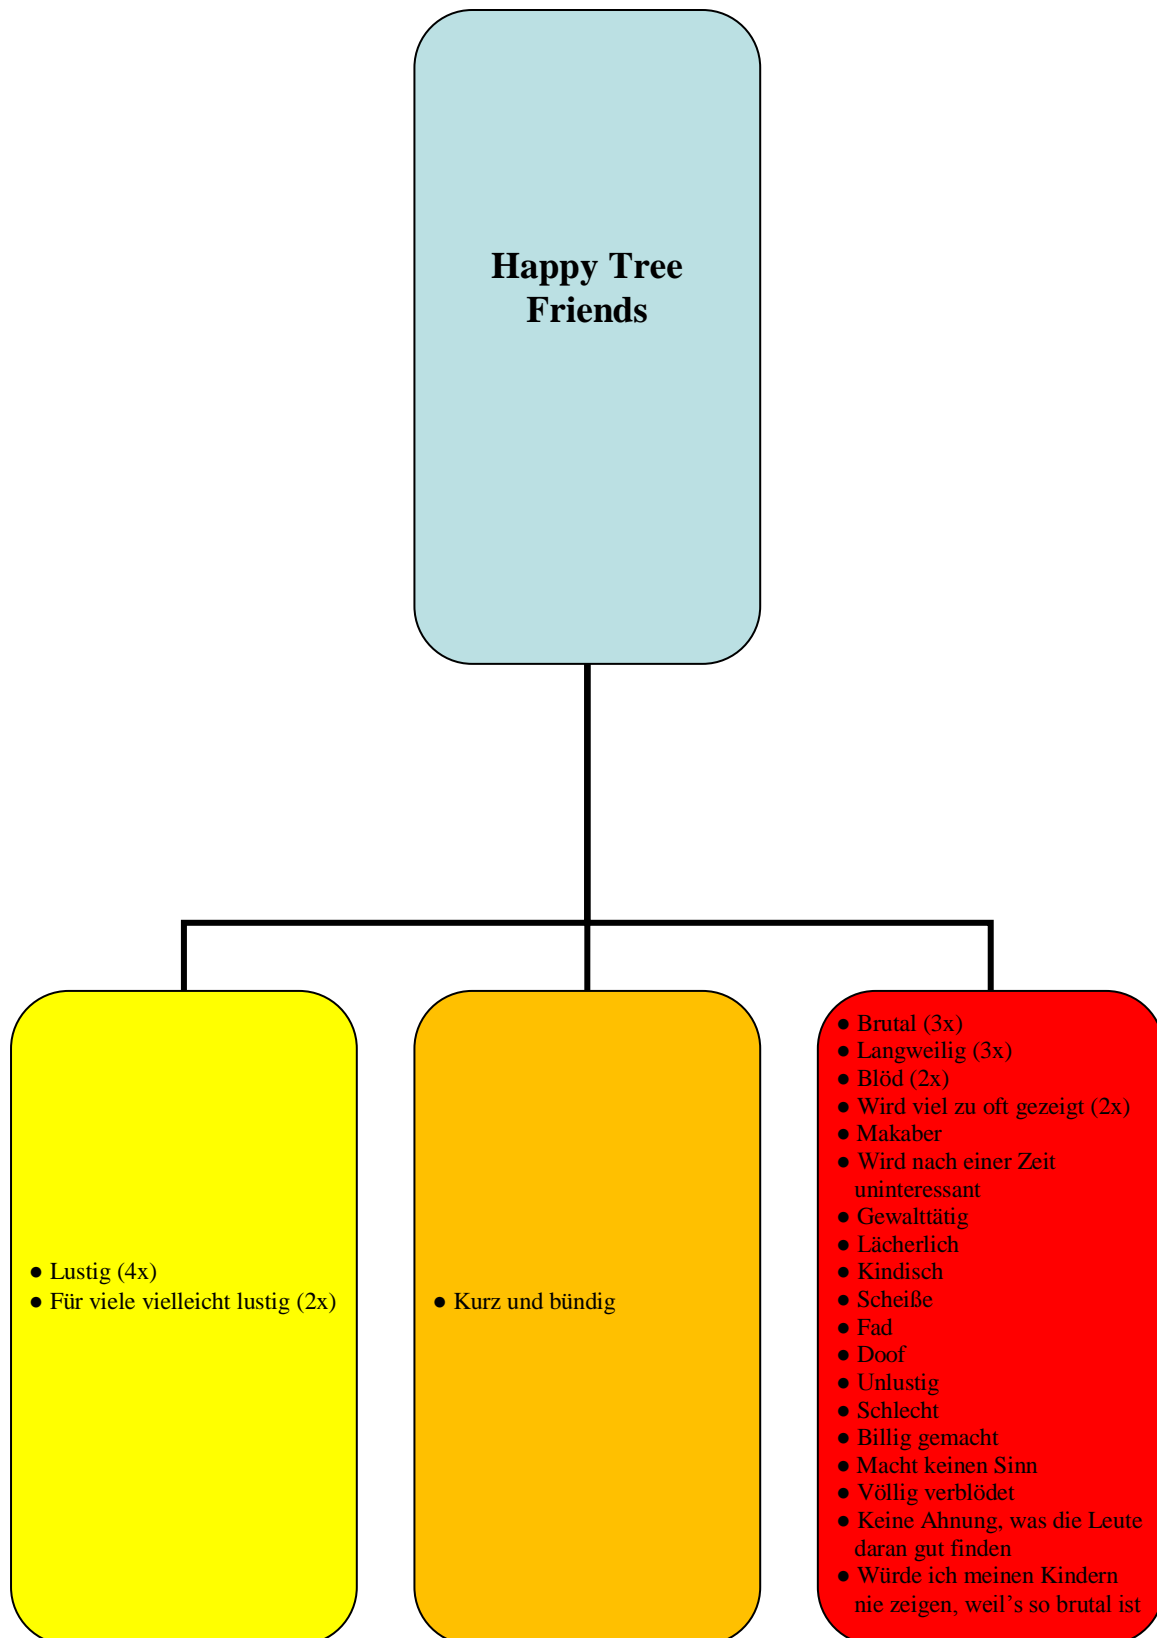 Happy Tree
Friends
● Lustig (4x)
● Für viele vielleicht lustig (2x)
● Kurz und bündig
● Brutal (3x)
● Langweilig (3x)
● Blöd (2x)
● Wird viel zu oft gezeigt (2x)
● Makaber
● Wird nach einer Zeit
uninteressant
● Gewalttätig
● Lächerlich
● Kindisch
● Scheiße
● Fad
● Doof
● Unlustig
● Schlecht
● Billig gemacht
● Macht keinen Sinn
● Völlig verblödet
● Keine Ahnung, was die Leute
daran gut finden
● Würde ich meinen Kindern
nie zeigen, weil's so brutal ist